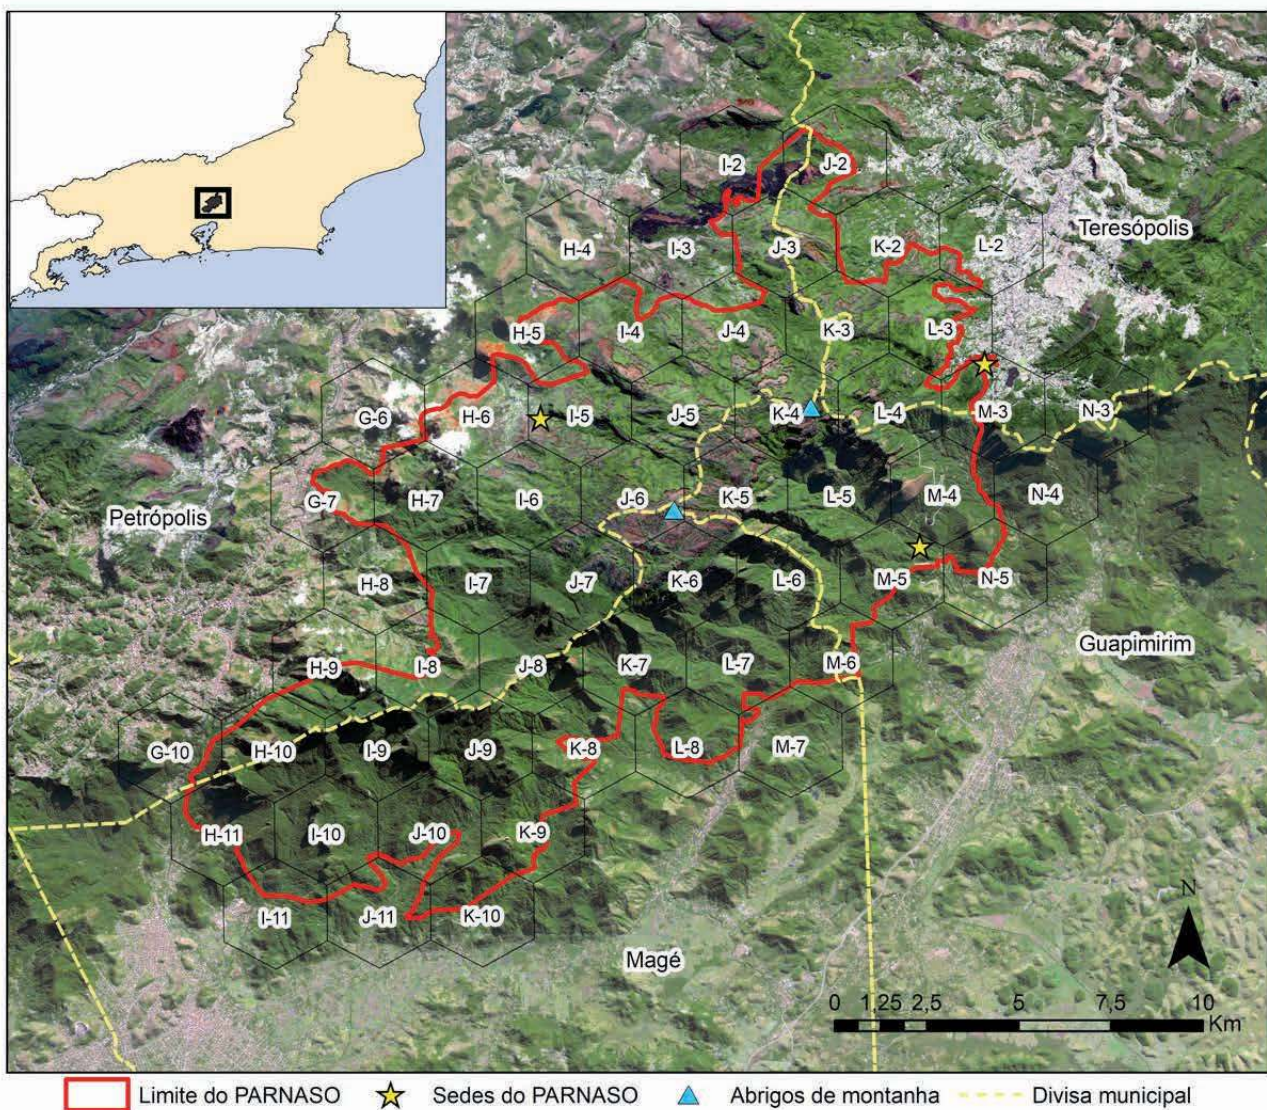 I-2
J-2
Teresópolis
H-4
I-3
J-3
K-2
L-2
H-5
I-4
J-4
K-3
L-3
G-6
H-6
I-5
J-5
K-4
L-4
M-3
N-3
G-7
H-7
I-6
J-6
K-5
L-5
M-4
N-4
Petrópolis
H-8
I-7
J-7
K-6
L-6
M-5
N-5
Guapimirim
H-9
I-8
J-8
K-7
L-7
M-6
G-10
H-10
I-9
J-9
K-8
L-8
M-7
H-11
I-10
J-10
K-9
I-11
J-11
K-10
N
Magé
0 1,25 2,5 5 7,5 10
Km
Limite do PARNASO Sedes do PARNASO Abrigos de montanha Divisa municipal